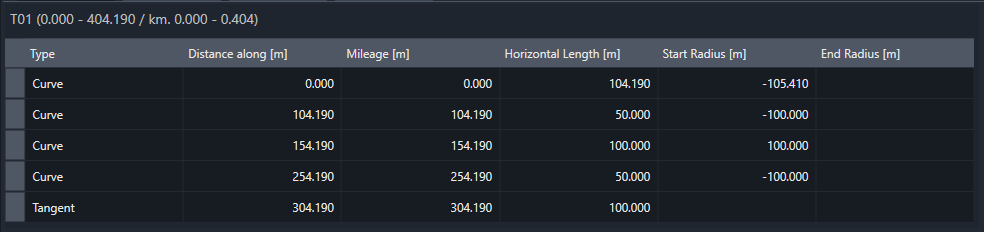 T01 (0.000 - 404.190 / km. 0.000 - 0.404)
Type Distance along [m] Mileage [m] Horizontal Length [m] Start Radius [m] End Radius [m]
Curve 0.000 0.000 104.190 -105.410
Curve 104.190 104.190 50.000 -100.000
Curve 154.190 154.190 100.000 100.000
Curve 254.190 254.190 50.000 -100.000
Tangent 304.190 304.190 100.000